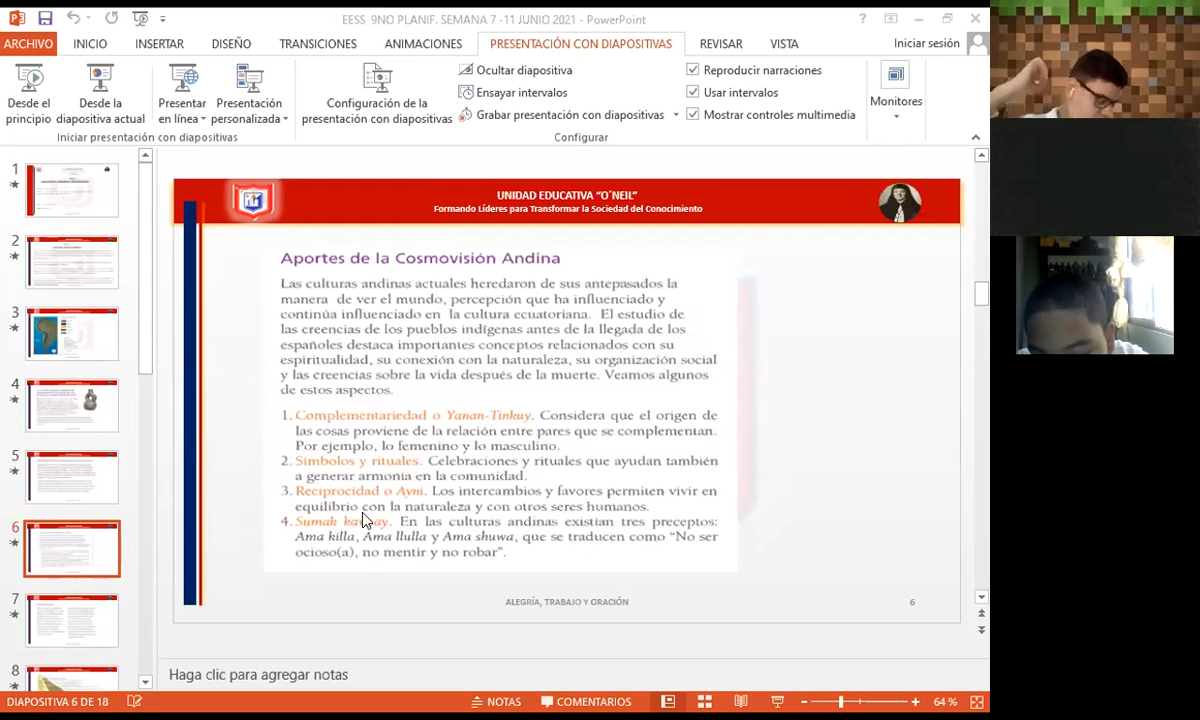 EESS 9NO PLANIF. SEMANA 7 -11 JUNIO 2021 - PowerPoint
ARCHIVO INICIO INSERTAR DISEÑO TRANSICIONES ANIMACIONES PRESENTACIÓN CON DIAPOSITIVAS REVISAR VISTA Iniciar sesión
Desde el principio
Desde la diapositiva actual
Presentar en línea
Presentación personalizada
Configuración de la presentación con diapositivas
Ocultar diapositiva
Ensayar intervalos
Grabar presentación con diapositivas
Reproducir narraciones
Usar intervalos
Mostrar controles multimedia
Monitores
Iniciar presentación con diapositivas
Configurar
1
2
3
4
5
6
7
8
UNIDAD EDUCATIVA “O´NEIL”
Formando Líderes para Transformar la Sociedad del Conocimiento
Aportes de la Cosmovisión Andina
Las culturas andinas actuales heredaron de sus antepasados la
manera de ver el mundo, percepción que ha influenciado y
continúa influenciado en la cultura ecuatoriana. El estudio de
las creencias de los pueblos indígenas antes de la llegada de los
españoles destaca importantes conceptos relacionados con su
espiritualidad, su conexión con la naturaleza, su organización social
y las creencias sobre la vida después de la muerte. Veamos algunos
de estos aspectos.
1. Complementariedad o Yanan-Tinkuy. Considera que el origen de
las cosas proviene de la relación entre pares que se complementan.
Por ejemplo, lo femenino y lo masculino.
2. Símbolos y rituales. Celebraciones y rituales que ayudan también
a generar armonía en la comunidad.
3. Reciprocidad o Ayni. Los intercambios y favores permiten vivir en
equilibrio con la naturaleza y con otros seres humanos.
4. Sumak kawsay. En las culturas andinas existían tres preceptos:
Ama killa, Ama llulla y Ama shuwa, que se traducen como “No ser
ocioso(a), no mentir y no robar”.
ALEGRÍA, TRABAJO Y ORACIÓN 6
Haga clic para agregar notas
DIAPOSITIVA 6 DE 18 NOTAS COMENTARIOS 64 %